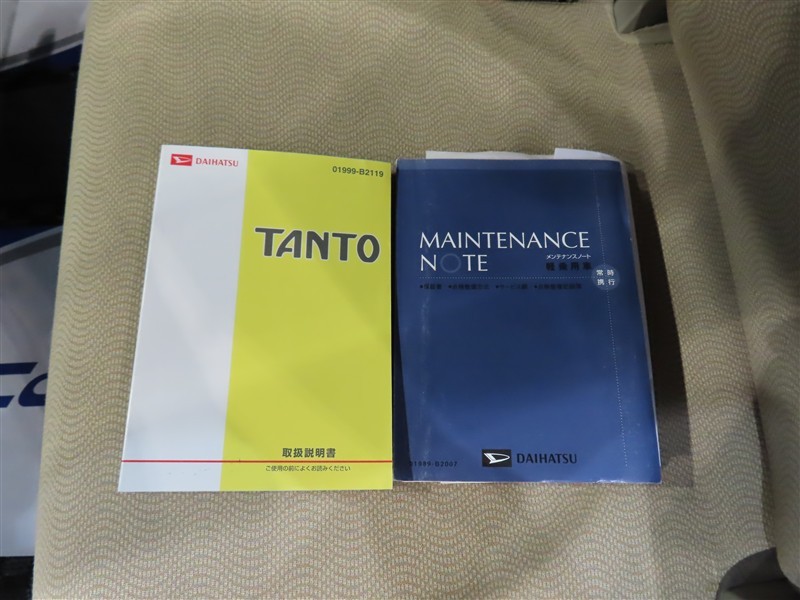 DAIHATSU
01999-B2119
TANTO
取扱説明書
ご使用の前によくお読みください
MAINTENANCE
NOTE
メンテナンスノート
軽乗用車
常時
携行
01999-B2047
DAIHATSU